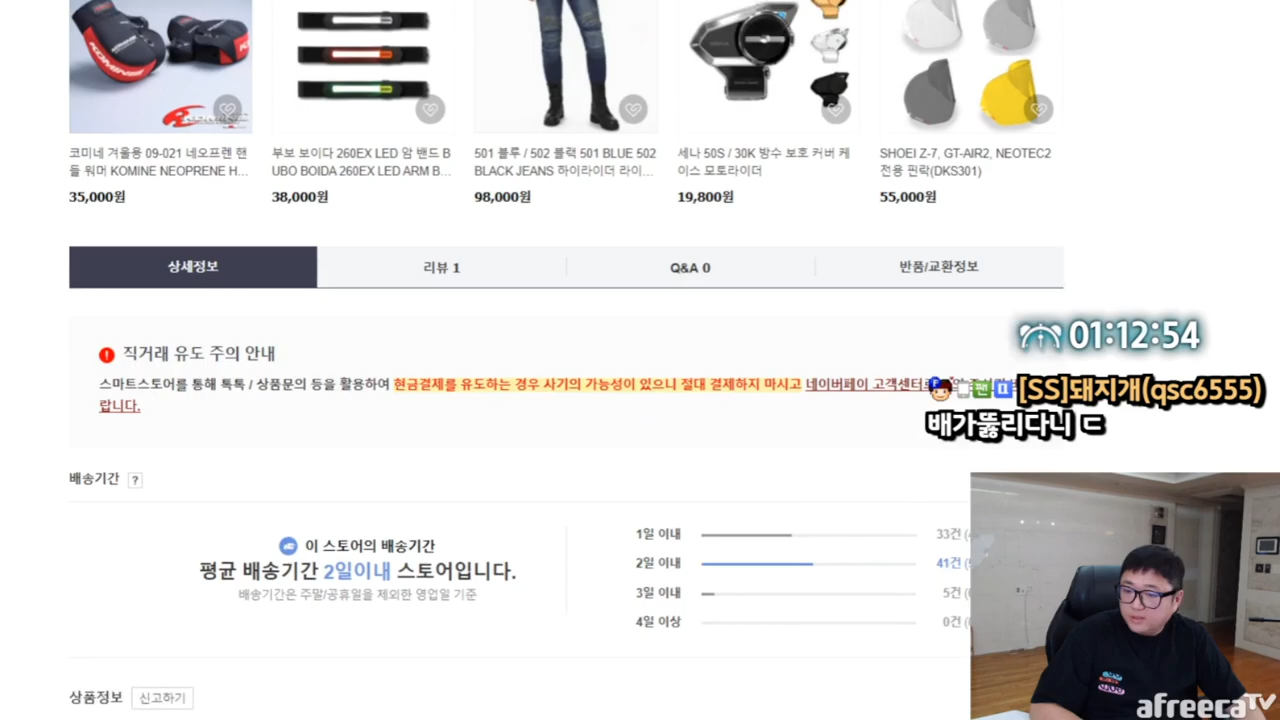 KOMINE
코미네 겨울용 09-021 네오프렌 핸
들 워머 KOMINE NEOPRENE H...
35,000원
부보 보이다 260EX LED 암 밴드 B
UBO BOIDA 260EX LED ARM B...
38,000원
501 블루 / 502 블랙 501 BLUE 502
BLACK JEANS 하이라이더 라이...
98,000원
세나 50S / 30K 방수 보호 커버 케
이스 모토라이더
19,800원
SHOEI Z-7, GT-AIR2, NEOTEC2
전용 핀락(DKS301)
55,000원
상세정보
리뷰 1
Q&A 0
반품/교환정보
01:12:54
직거래 유도 주의 안내
스마트스토어를 통해 톡톡 / 상품문의 등을 활용하여 현금결제를 유도하는 경우 사기의 가능성이 있으니 절대 결제하지 마시고 네이버페이 고객센터
랍니다.
팬 [SS]돼지개(qsc6555)
배가뚫리다니 ㄷ
배송기간 ?
이 스토어의 배송기간
평균 배송기간 2일이내 스토어입니다.
배송기간은 주말/공휴일을 제외한 영업일 기준
1일 이내 33건
2일 이내 41건
3일 이내 5건
4일 이상 0건
상품정보 신고하기
afreecaTV